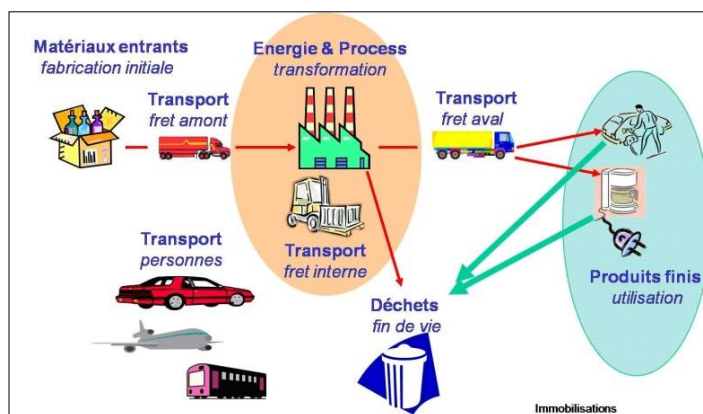 Matériaux entrants
fabrication initiale
Energie & Process
transformation
Transport
fret amont
Transport
fret aval
Transport
fret interne
Transport
personnes
Déchets
fin de vie
Produits finis
utilisation
Immobilisations